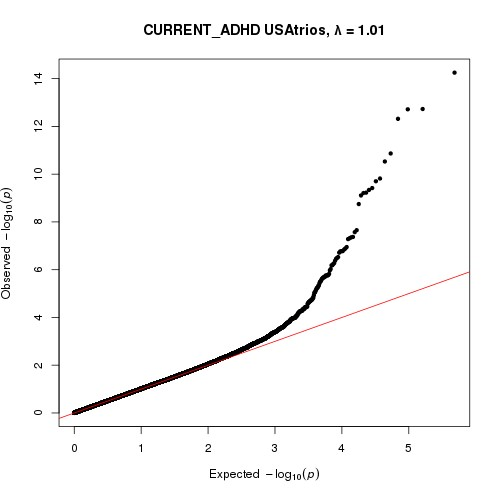 CURRENT_ADHD USAtrios, λ = 1.01
Observed −log₁₀(p)
14
12
10
8
6
4
2
0
0 1 2 3 4 5
Expected −log₁₀(p)